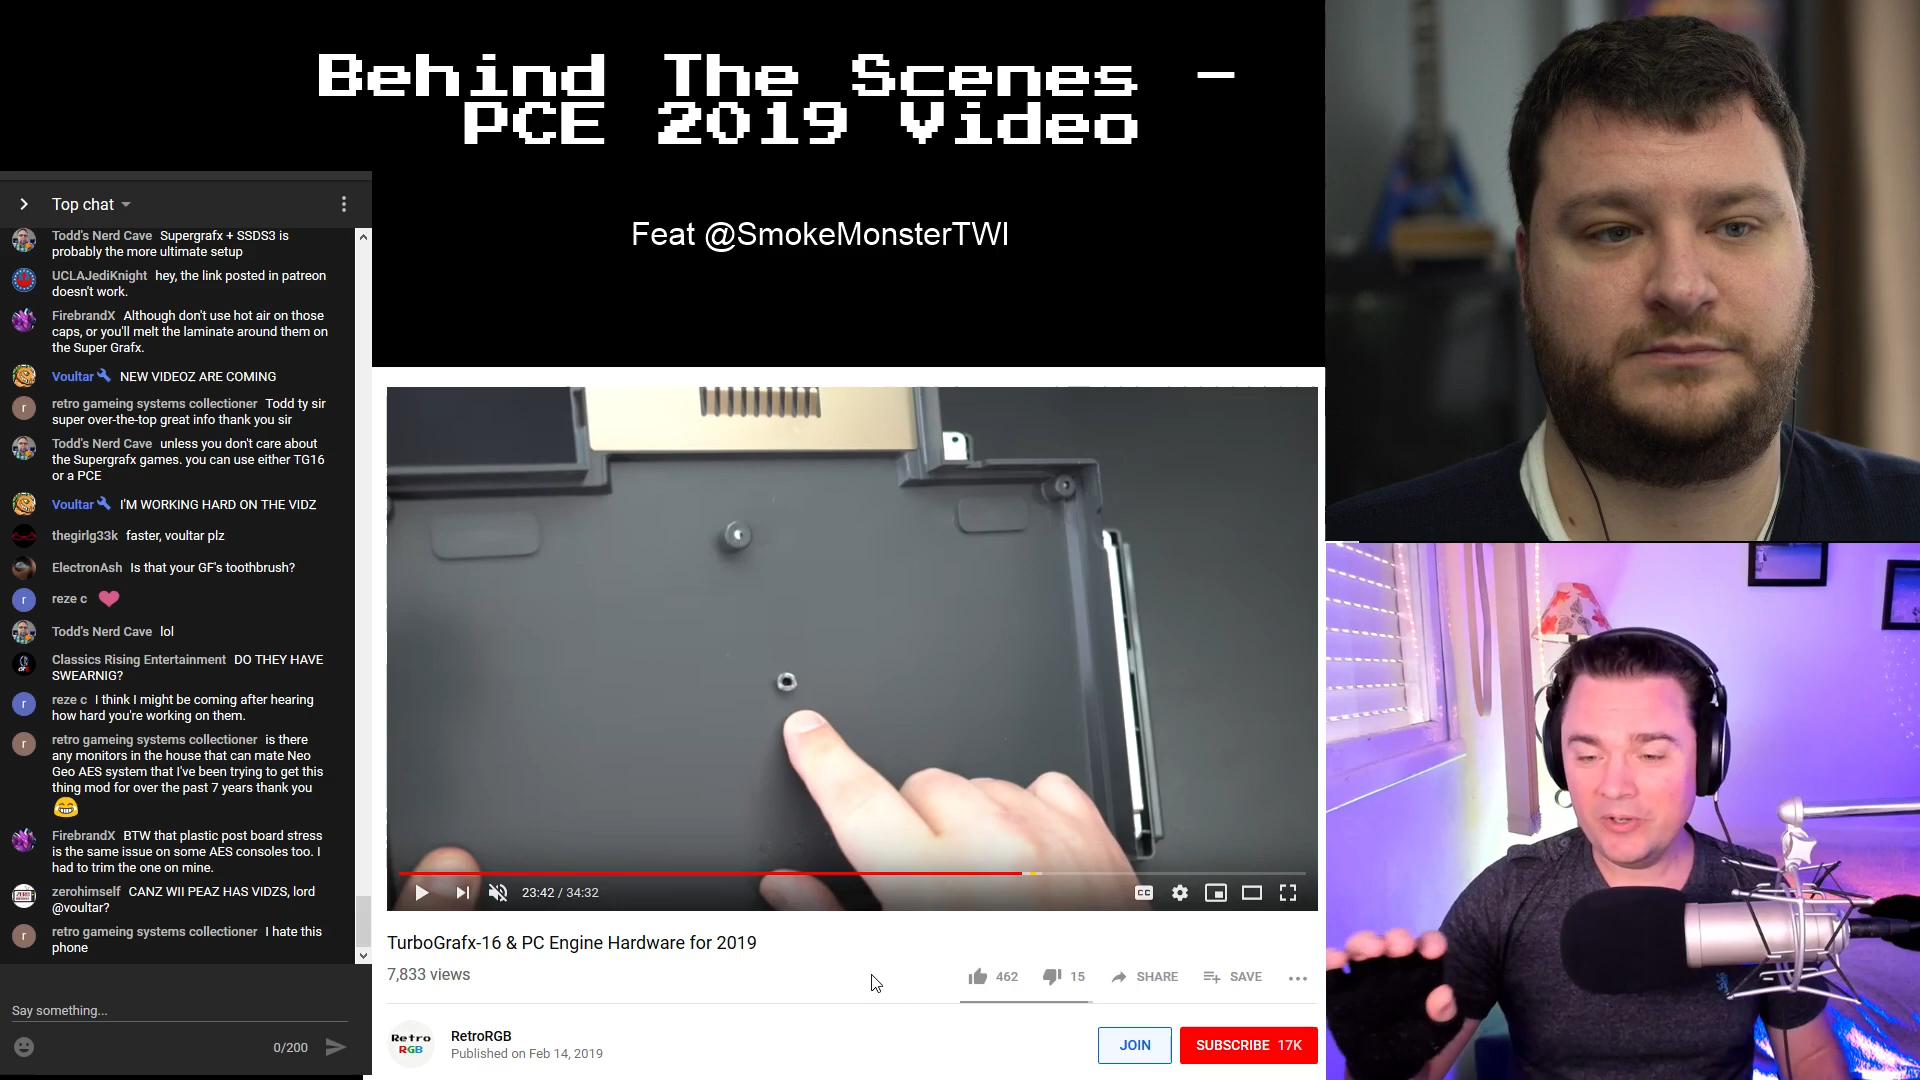 Behind The Scenes -
PCE 2019 Video
Feat @SmokeMonsterTWI
Top chat
Todd's Nerd Cave Supergrafx + SSDS3 is
probably the more ultimate setup
UCLAJediKnight hey, the link posted in patreon
doesn't work.
FirebrandX Although don't use hot air on those
caps, or you'll melt the laminate around them on
the Super Grafx.
Voultar NEW VIDEOZ ARE COMING
r
retro gameing systems collectioner Todd ty sir
super over-the-top great info thank you sir
Todd's Nerd Cave unless you don't care about
the Supergrafx games. you can use either TG16
or a PCE
Voultar I'M WORKING HARD ON THE VIDZ
thegirlg33k faster, voultar plz
ElectronAsh Is that your GF's toothbrush?
r
reze c
Todd's Nerd Cave lol
Classics Rising Entertainment DO THEY HAVE
SWEARNIG?
r
reze c I think I might be coming after hearing
how hard you're working on them.
r
retro gameing systems collectioner is there
any monitors in the house that can mate Neo
Geo AES system that I've been trying to get this
thing mod for over the past 7 years thank you
FirebrandX BTW that plastic post board stress
is the same issue on some AES consoles too. I
had to trim the one on mine.
zerohimself CANZ WII PEAZ HAS VIDZS, lord
@voultar?
r
retro gameing systems collectioner I hate this
phone
Say something...
0/200
23:42 / 34:32
CC
TurboGrafx-16 & PC Engine Hardware for 2019
7,833 views
462
15
SHARE
SAVE
Retro
RGB
RetroRGB
Published on Feb 14, 2019
JOIN
SUBSCRIBE 17K